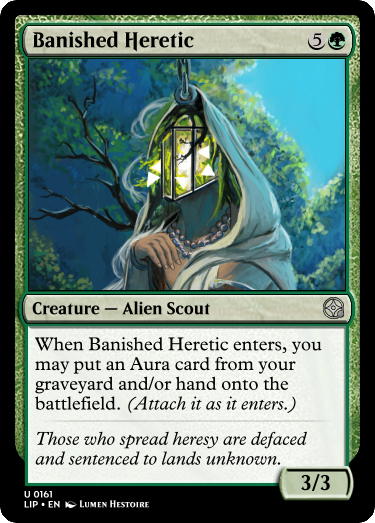 Banished Heretic 5
Creature — Alien Scout
When Banished Heretic enters, you
may put an Aura card from your
graveyard and/or hand onto the
battlefield. (Attach it as it enters.)
Those who spread heresy are defaced
and sentenced to lands unknown.
3/3
U 0161
LIP • EN Lumen Hestoire